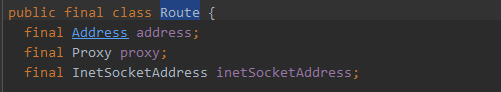 public final class Route {
final Address address;
final Proxy proxy;
final InetSocketAddress inetSocketAddress;